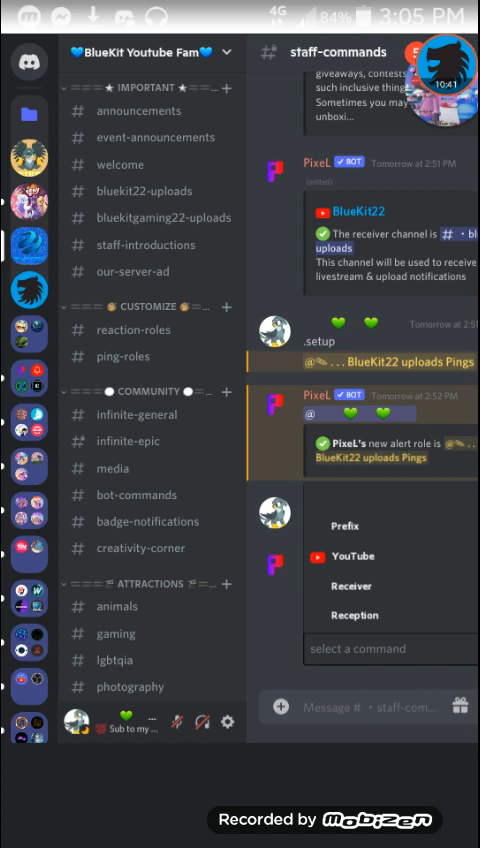 4G 84% 3:05 PM
💙BlueKit Youtube Fam💙
staff-commands
5
10:41
=== ★ IMPORTANT ★ ==...
# announcements
# event-announcements
# welcome
# bluekit22-uploads
# bluekitgaming22-uploads
# staff-introductions
# our-server-ad
=== CUSTOMIZE =...
# reaction-roles
# ping-roles
=== COMMUNITY =...
# infinite-general
# infinite-epic
# media
# bot-commands
# badge-notifications
# creativity-corner
=== ATTRACTIONS =...
# animals
# gaming
# lgbtqia
# photography
💚 ...
Sub to my ...
giveaways, contests
such inclusive thing
Sometimes you may
unboxi...
PixeL ✓ BOT Tomorrow at 2:51 PM
(edited)
BlueKit22
✅ The receiver channel is # • bl
uploads
This channel will be used to receive
livestream & upload notifications
💚 💚 Tomorrow at 2:51
.setup
@✎ . . . BlueKit22 uploads Pings
PixeL ✓ BOT Tomorrow at 2:52 PM
@ 💚 💚
✅ PixeL's new alert role is @✎ . .
BlueKit22 uploads Pings
Prefix
YouTube
Receiver
Reception
select a command
Message # • staff-com...
Recorded by MOBIZEN